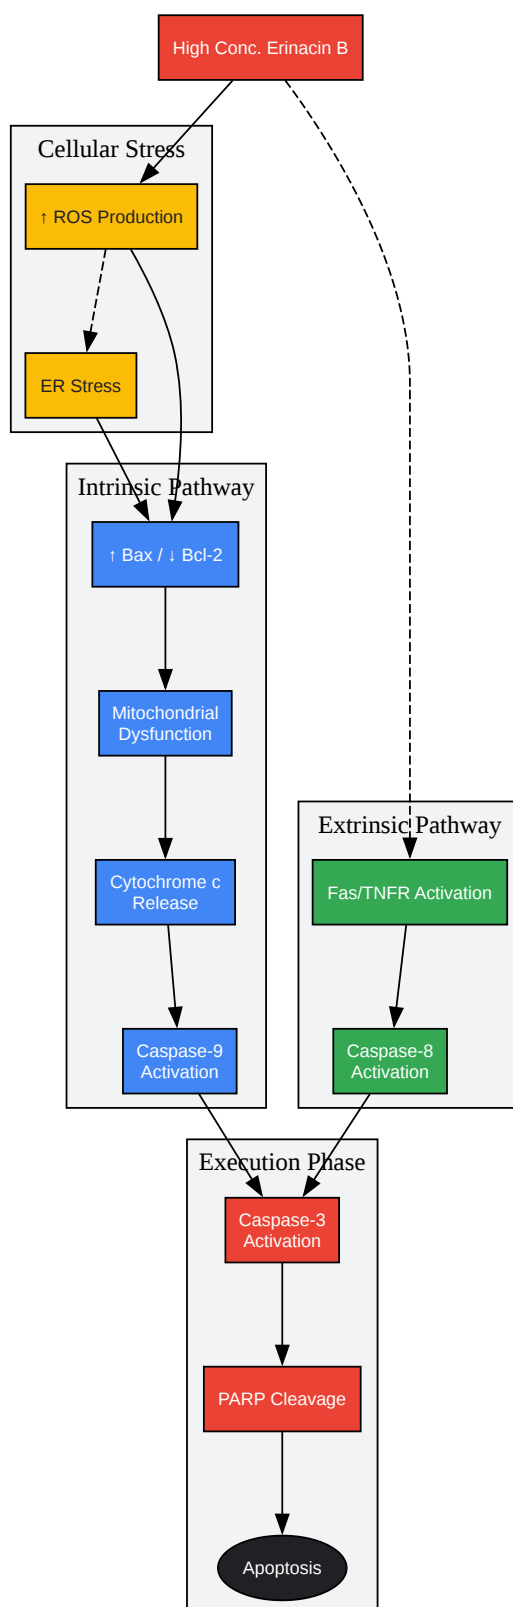 High Conc. Erinacin B
Cellular Stress
↑ ROS Production
ER Stress
Intrinsic Pathway
↑ Bax / ↓ Bcl-2
Mitochondrial
Dysfunction
Cytochrome c
Release
Caspase-9
Activation
Extrinsic Pathway
Fas/TNFR Activation
Caspase-8
Activation
Execution Phase
Caspase-3
Activation
PARP Cleavage
Apoptosis